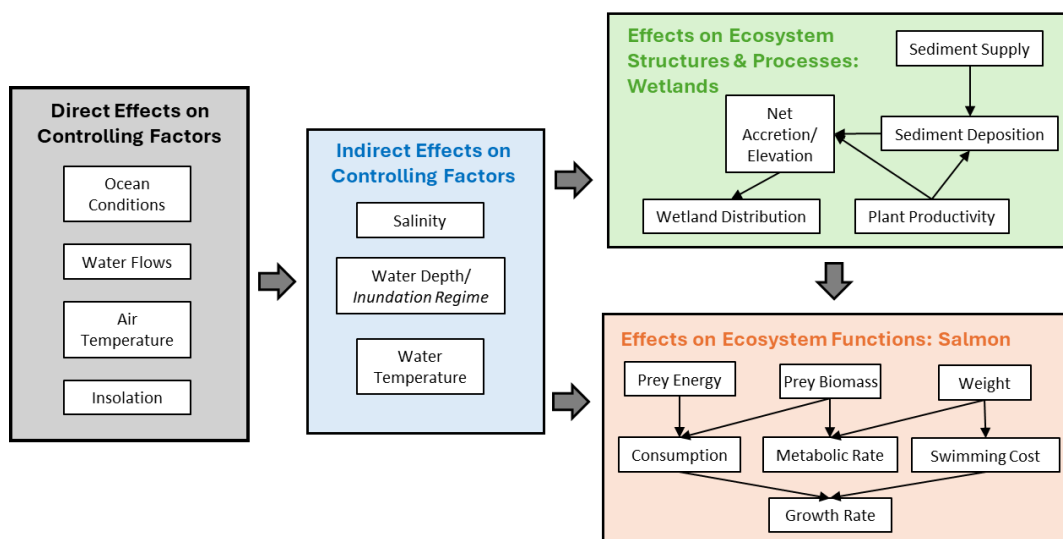 Direct Effects on
Controlling Factors
Ocean
Conditions
Water Flows
Air
Temperature
Insolation
Indirect Effects on
Controlling Factors
Salinity
Water Depth/
Inundation Regime
Water
Temperature
Effects on Ecosystem
Structures & Processes:
Wetlands
Sediment Supply
Net
Accretion/
Elevation
Sediment Deposition
Wetland Distribution
Plant Productivity
Effects on Ecosystem Functions: Salmon
Prey Energy
Prey Biomass
Weight
Consumption
Metabolic Rate
Swimming Cost
Growth Rate